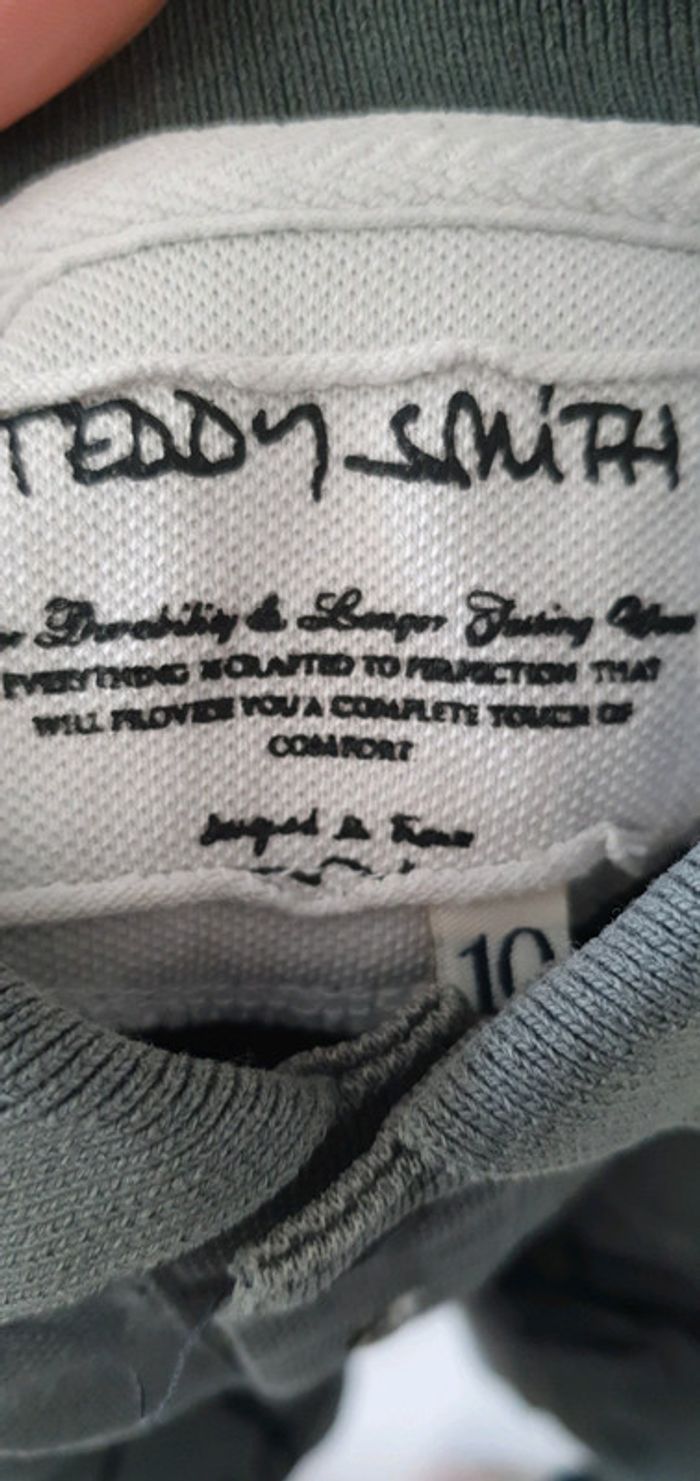 TEDDY SMITH
Durability & Longer Lasting Wear
EVERYTHING IS CRAFTED TO PERFECTION THAT
WILL PROVIDE YOU A COMPLETE TOUCH OF
COMFORT
10